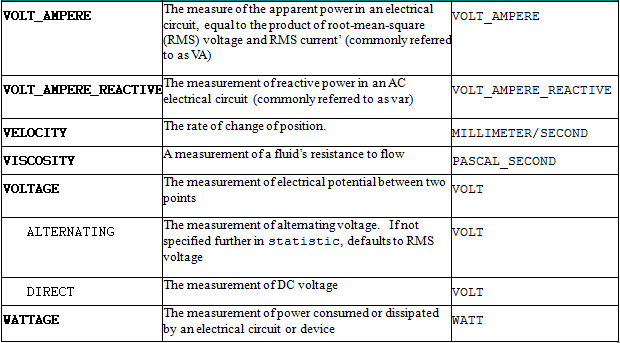 VOLT_AMPERE
The measure of the apparent power in an electrical
circuit, equal to the product of root-mean-square
(RMS) voltage and RMS current’ (commonly referred
to as VA)
VOLT_AMPERE
VOLT_AMPERE_REACTIVE
The measurement of reactive power in an AC
electrical circuit (commonly referred to as var)
VOLT_AMPERE_REACTIVE
VELOCITY
The rate of change of position.
MILLIMETER/SECOND
VISCOSITY
A measurement of a fluid’s resistance to flow
PASCAL_SECOND
VOLTAGE
The measurement of electrical potential between two
points
VOLT
ALTERNATING
The measurement of alternating voltage. If not
specified further in statistic, defaults to RMS
voltage
VOLT
DIRECT
The measurement of DC voltage
VOLT
WATTAGE
The measurement of power consumed or dissipated
by an electrical circuit or device
WATT